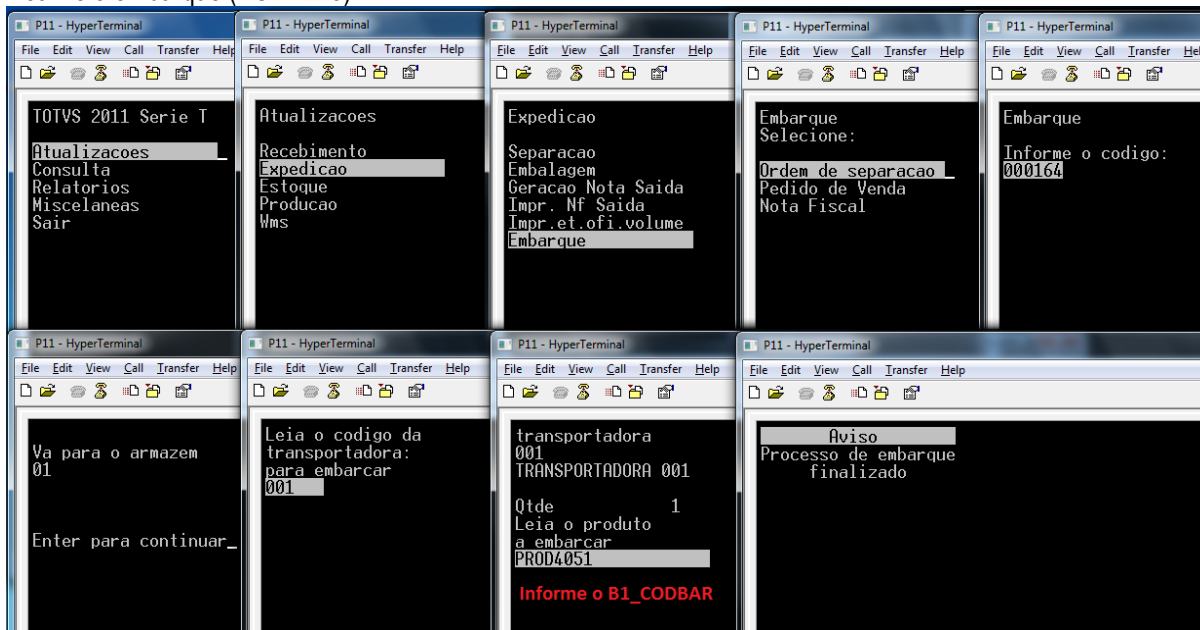 P11 - HyperTerminal
File Edit View Call Transfer Help
TOTVS 2011 Serie T
Atualizacoes
Consulta
Relatorios
Miscelaneas
Sair
P11 - HyperTerminal
File Edit View Call Transfer Help
Atualizacoes
Recebimento
Expedicao
Estoque
Producao
Wms
P11 - HyperTerminal
File Edit View Call Transfer Help
Expedicao
Separacao
Embalagem
Geracao Nota Saida
Impr. Nf Saida
Impr.et.ofi.volume
Embarque
P11 - HyperTerminal
File Edit View Call Transfer Help
Embarque
Selecione:
Ordem de separacao
Pedido de Venda
Nota Fiscal
P11 - HyperTerminal
File Edit View Call Transfer He
Embarque
Informe o codigo:
000164
P11 - HyperTerminal
File Edit View Call Transfer Help
Va para o armazem
01
Enter para continuar_
P11 - HyperTerminal
File Edit View Call Transfer Help
Leia o codigo da
transportadora:
para embarcar
001
P11 - HyperTerminal
File Edit View Call Transfer Help
transportadora
001
TRANSPORTADORA 001
Qtde 1
Leia o produto
a embarcar
PROD4051
Informe o B1_CODBAR
P11 - HyperTerminal
File Edit View Call Transfer Help
Aviso
Processo de embarque
finalizado